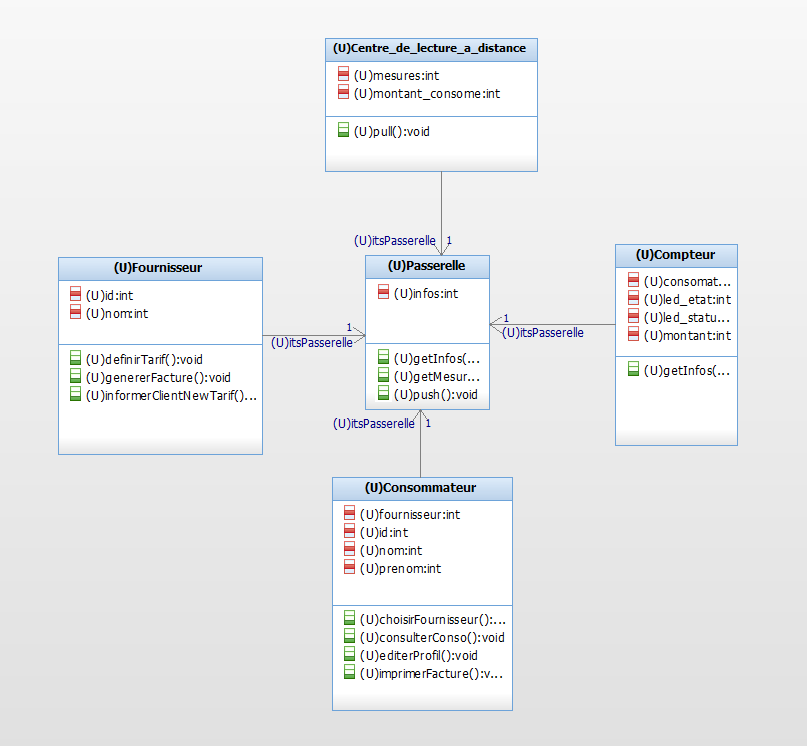 (U)Centre_de_lecture_a_distance
(U)mesures:int
(U)montant_consome:int
(U)pull():void
(U)itsPasserelle
1
(U)Fournisseur
(U)id:int
(U)nom:int
(U)definirTarif():void
(U)genererFacture():void
(U)informerClientNewTarif()...
1
(U)itsPasserelle
(U)Passerelle
(U)infos:int
(U)getInfos(...
(U)getMesur...
(U)push():void
1
(U)itsPasserelle
(U)Compteur
(U)consomat...
(U)led_etat:int
(U)led_statu...
(U)montant:int
(U)getInfos(...
(U)itsPasserelle
1
(U)Consommateur
(U)fournisseur:int
(U)id:int
(U)nom:int
(U)prenom:int
(U)choisirFournisseur():...
(U)consulterConso():void
(U)editerProfil():void
(U)imprimerFacture():v...